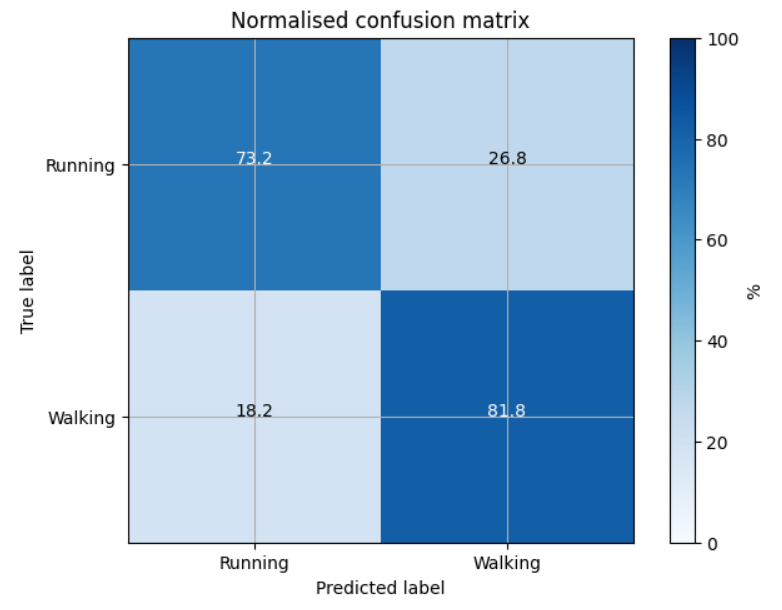 Normalised confusion matrix
True label
Running
Walking
73.2
26.8
18.2
81.8
Running
Walking
Predicted label
100
80
60
40
20
0
%